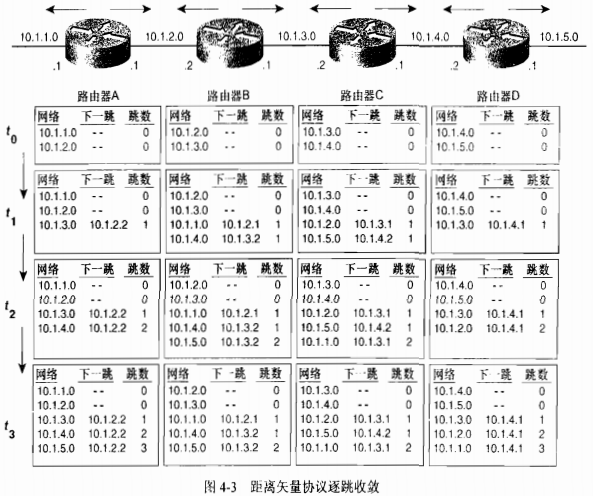 10.1.1.0 10.1.2.0 10.1.3.0 10.1.4.0 10.1.5.0
.1 .2 .1 .2 .1 .2 .1
路由器A 路由器B 路由器C 路由器D
t0
网络 下一跳 跳数 网络 下一跳 跳数 网络 下一跳 跳数 网络 下一跳 跳数
10.1.1.0 -- 0 10.1.2.0 -- 0 10.1.3.0 -- 0 10.1.4.0 -- 0
10.1.2.0 -- 0 10.1.3.0 -- 0 10.1.4.0 -- 0 10.1.5.0 -- 0
t1
网络 下一跳 跳数 网络 下一跳 跳数 网络 下一跳 跳数 网络 下一跳 跳数
10.1.1.0 -- 0 10.1.2.0 -- 0 10.1.3.0 -- 0 10.1.4.0 -- 0
10.1.2.0 -- 0 10.1.3.0 -- 0 10.1.4.0 -- 0 10.1.5.0 -- 0
10.1.3.0 10.1.2.2 1 10.1.1.0 10.1.2.1 1 10.1.2.0 10.1.3.1 1 10.1.3.0 10.1.4.1 1
10.1.4.0 10.1.3.2 1 10.1.5.0 10.1.4.2 1
t2
网络 下一跳 跳数 网络 下一跳 跳数 网络 下一跳 跳数 网络 下一跳 跳数
10.1.1.0 -- 0 10.1.2.0 -- 0 10.1.3.0 -- 0 10.1.4.0 -- 0
10.1.2.0 -- 0 10.1.3.0 -- 0 10.1.4.0 -- 0 10.1.5.0 -- 0
10.1.3.0 10.1.2.2 1 10.1.1.0 10.1.2.1 1 10.1.2.0 10.1.3.1 1 10.1.3.0 10.1.4.1 1
10.1.4.0 10.1.2.2 2 10.1.4.0 10.1.3.2 1 10.1.5.0 10.1.4.2 1 10.1.2.0 10.1.4.1 2
10.1.5.0 10.1.3.2 2 10.1.1.0 10.1.3.1 2
t3
网络 下一跳 跳数 网络 下一跳 跳数 网络 下一跳 跳数 网络 下一跳 跳数
10.1.1.0 -- 0 10.1.2.0 -- 0 10.1.3.0 -- 0 10.1.4.0 -- 0
10.1.2.0 -- 0 10.1.3.0 -- 0 10.1.4.0 -- 0 10.1.5.0 -- 0
10.1.3.0 10.1.2.2 1 10.1.1.0 10.1.2.1 1 10.1.2.0 10.1.3.1 1 10.1.3.0 10.1.4.1 1
10.1.4.0 10.1.2.2 2 10.1.4.0 10.1.3.2 1 10.1.5.0 10.1.4.2 1 10.1.2.0 10.1.4.1 2
10.1.5.0 10.1.2.2 3 10.1.5.0 10.1.3.2 2 10.1.1.0 10.1.3.1 2 10.1.1.0 10.1.4.1 3
图 4-3 距离矢量协议逐跳收敛